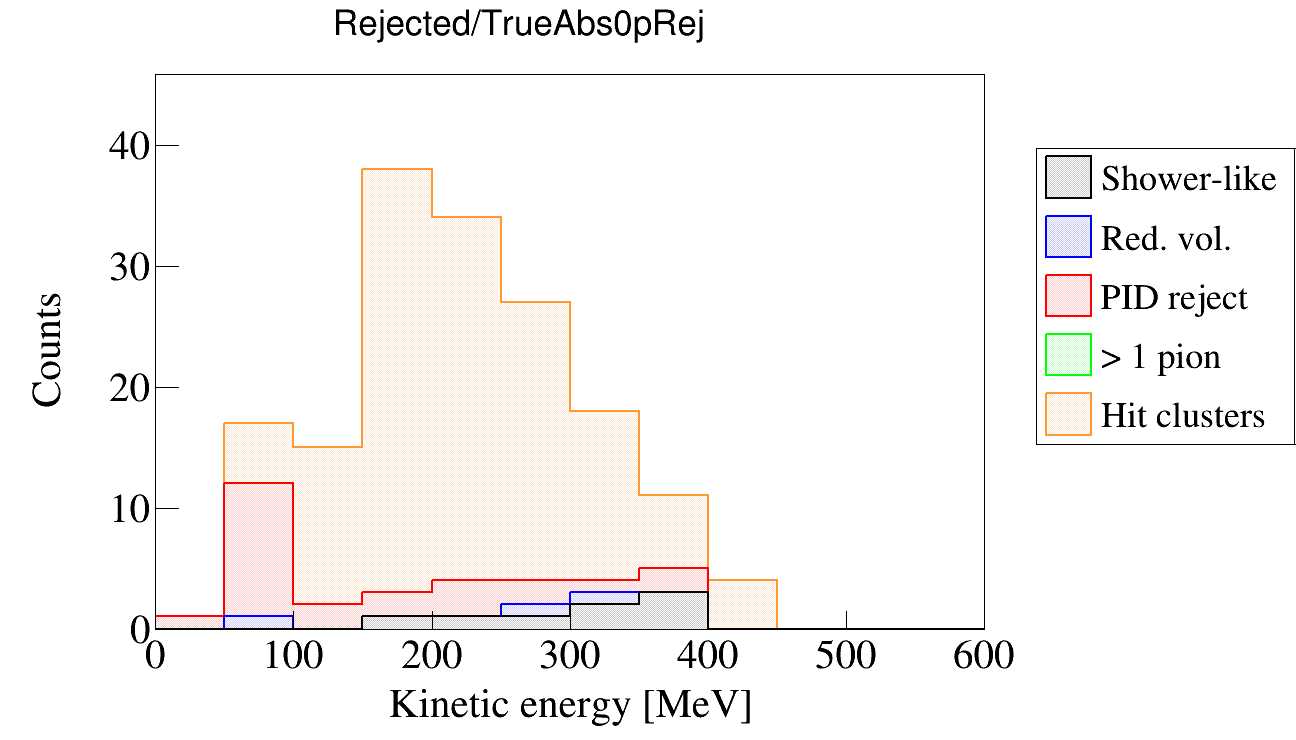 Rejected/TrueAbs0pRej
Counts
40
30
20
10
0
0 100 200 300 400 500 600
Kinetic energy [MeV]
Shower-like
Red. vol.
PID reject
> 1 pion
Hit clusters